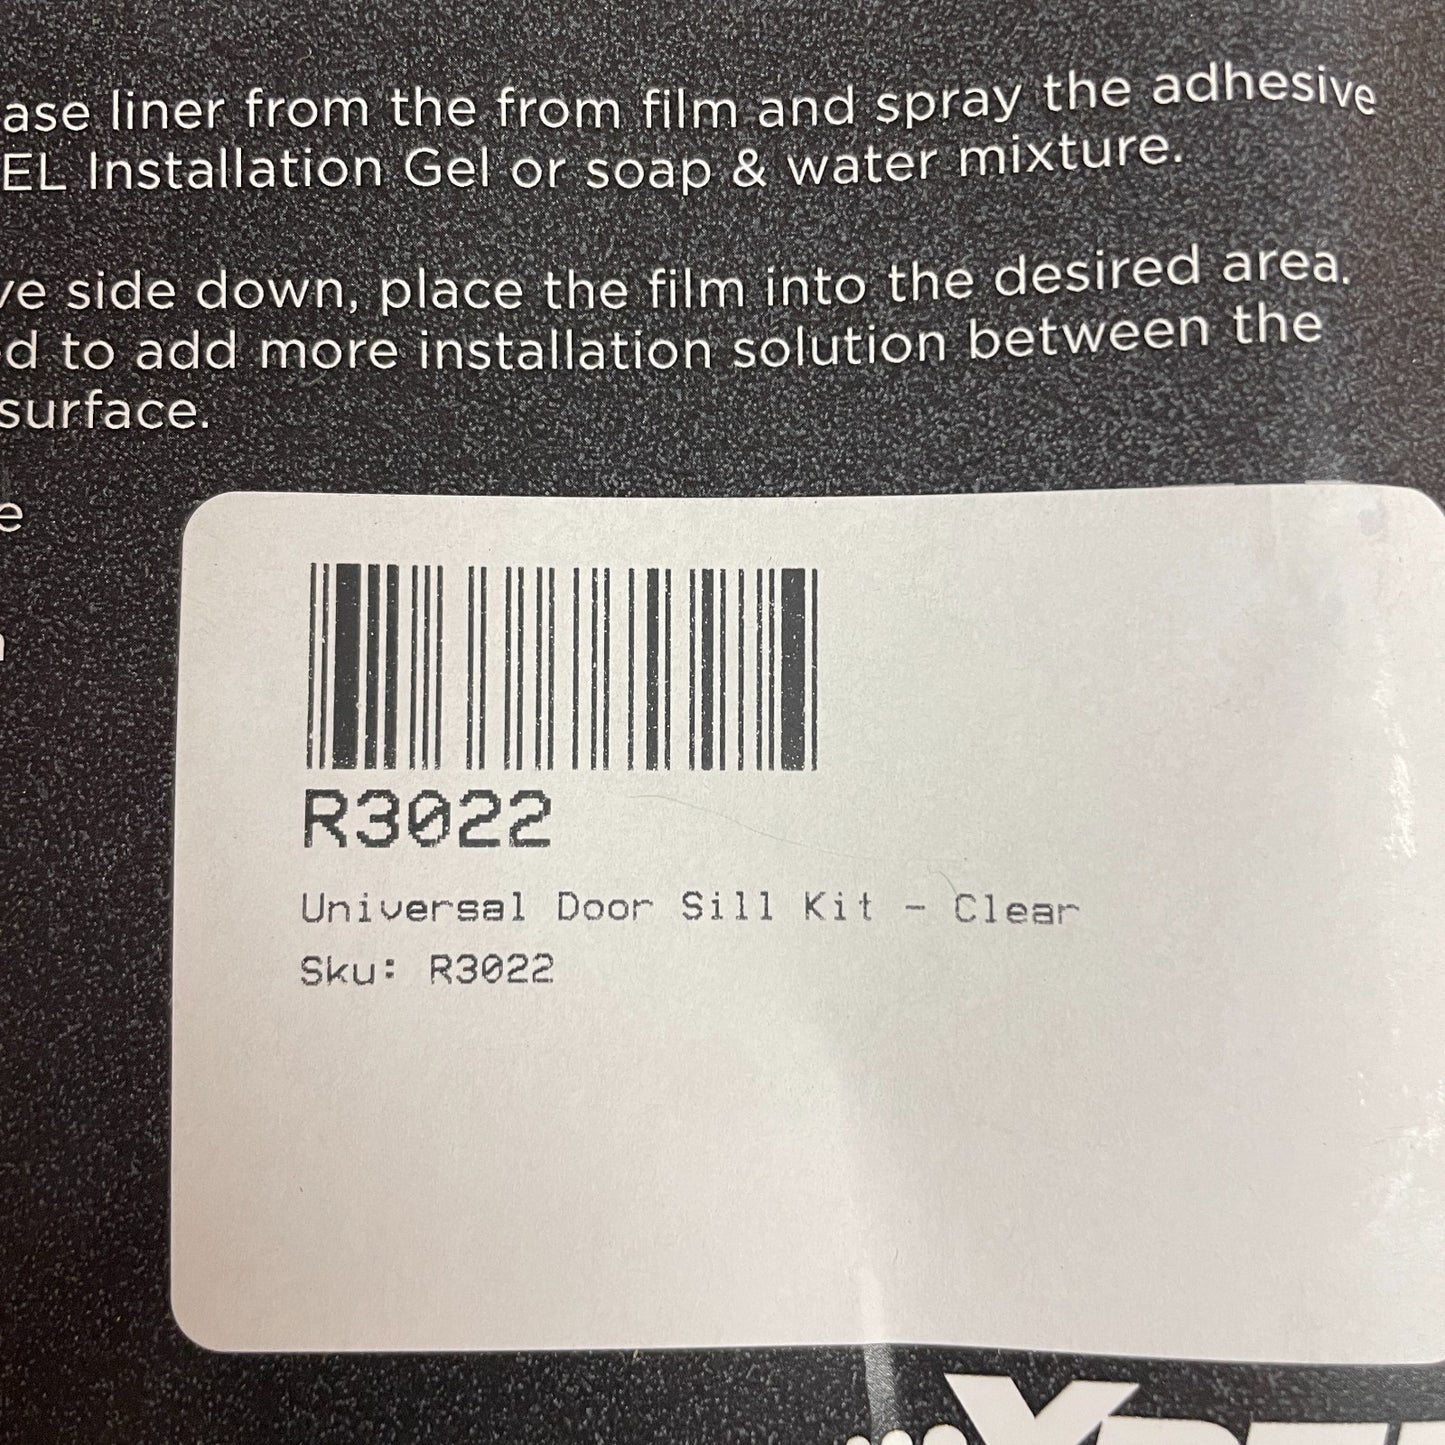 ase liner from the from film and spray the adhesive
EL Installation Gel or soap & water mixture.
ve side down, place the film into the desired area.
d to add more installation solution between the
surface.
e
R3022
Universal Door Sill Kit - Clear
Sku: R3022
XPEL